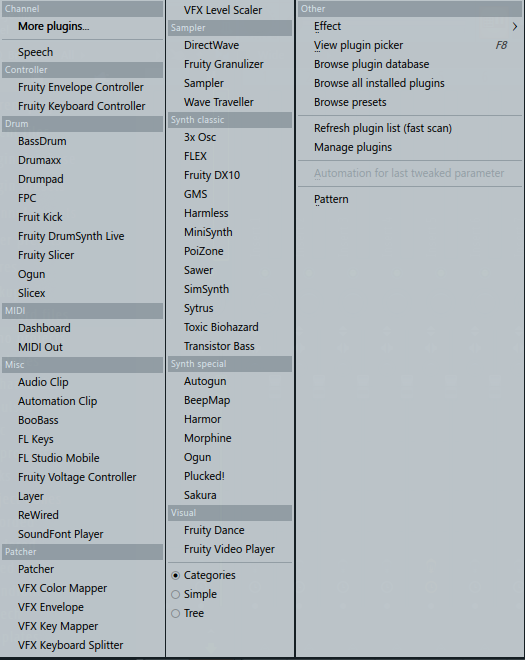 Channel
More plugins...
Speech
Controller
Fruity Envelope Controller
Fruity Keyboard Controller
Drum
BassDrum
Drumaxx
Drumpad
FPC
Fruit Kick
Fruity DrumSynth Live
Fruity Slicer
Ogun
Slicex
MIDI
Dashboard
MIDI Out
Misc
Audio Clip
Automation Clip
BooBass
FL Keys
FL Studio Mobile
Fruity Voltage Controller
Layer
ReWired
SoundFont Player
Patcher
Patcher
VFX Color Mapper
VFX Envelope
VFX Key Mapper
VFX Keyboard Splitter
VFX Level Scaler
Sampler
DirectWave
Fruity Granulizer
Sampler
Wave Traveller
Synth classic
3x Osc
FLEX
Fruity DX10
GMS
Harmless
MiniSynth
PoiZone
Sawer
SimSynth
Sytrus
Toxic Biohazard
Transistor Bass
Synth special
Autogun
BeepMap
Harmor
Morphine
Ogun
Plucked!
Sakura
Visual
Fruity Dance
Fruity Video Player
Categories
Simple
Tree
Other
Effect
View plugin picker F8
Browse plugin database
Browse all installed plugins
Browse presets
Refresh plugin list (fast scan)
Manage plugins
Automation for last tweaked parameter
Pattern